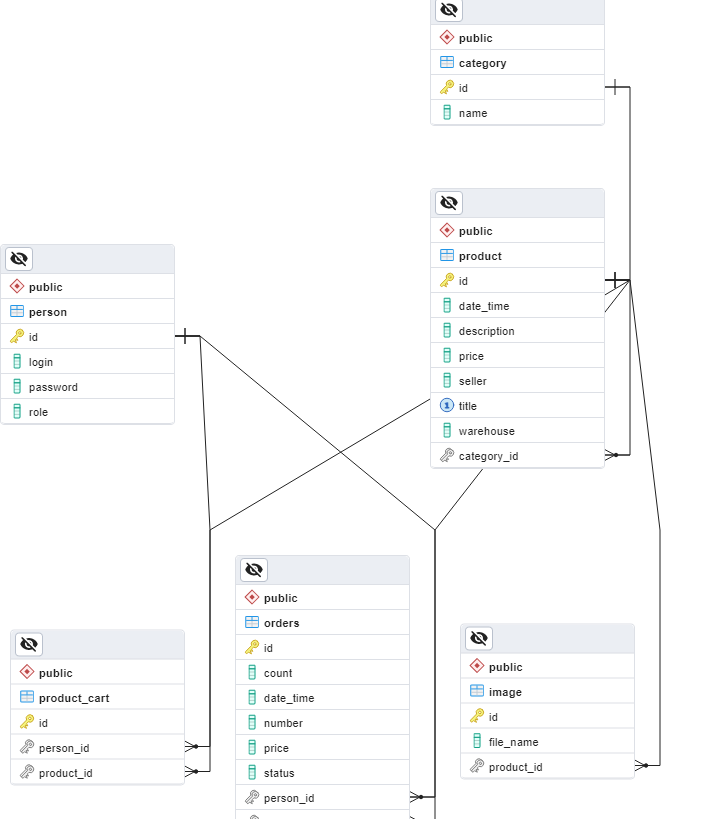 public
category
id
name
public
product
id
date_time
description
price
seller
title
warehouse
category_id
public
person
id
login
password
role
public
product_cart
id
person_id
product_id
public
orders
id
count
date_time
number
price
status
person_id
public
image
id
file_name
product_id